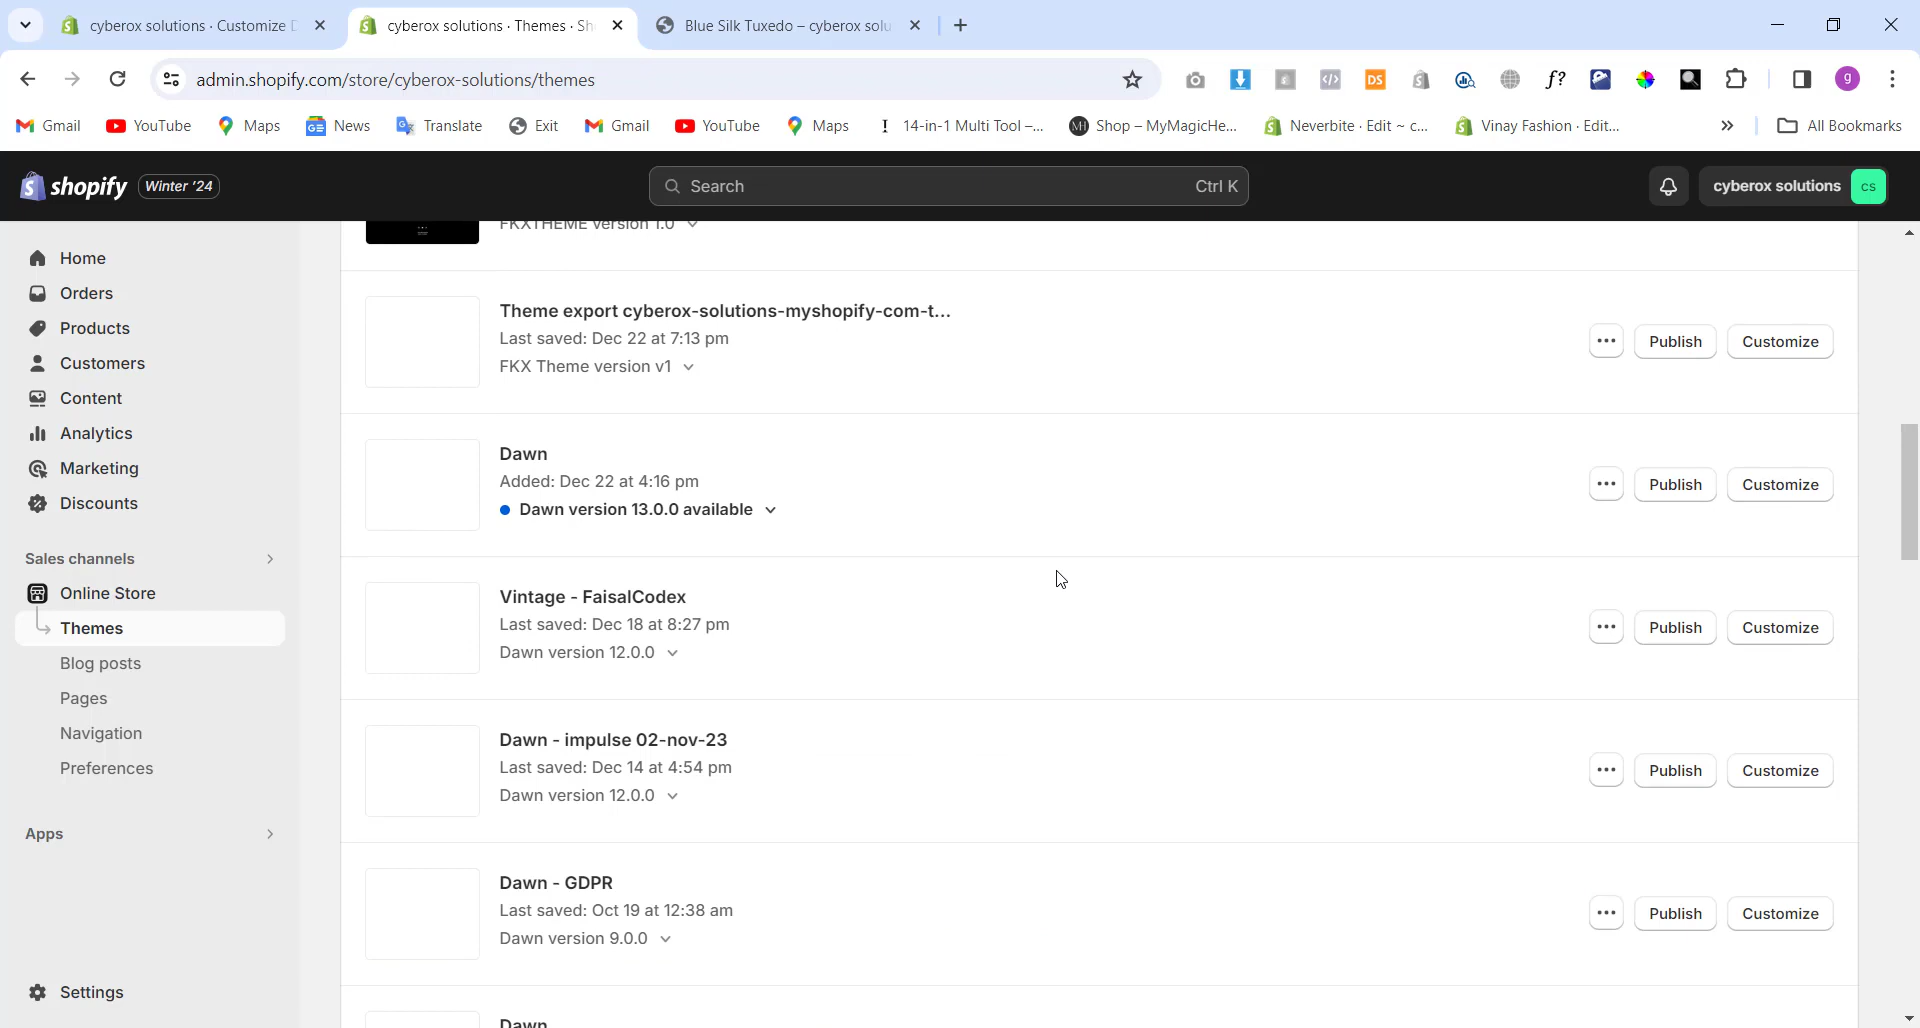 cyberox solutions · Customize D
cyberox solutions · Themes · Sh
Blue Silk Tuxedo – cyberox solu
admin.shopify.com/store/cyberox-solutions/themes
DS
f?
g
Gmail
YouTube
Maps
News
Translate
Exit
Gmail
YouTube
Maps
14-in-1 Multi Tool –...
Shop – MyMagicHe...
Neverbite · Edit ~ c...
Vinay Fashion · Edit...
All Bookmarks
shopify
Winter '24
Search
Ctrl K
cyberox solutions
cs
Home
Orders
Products
Customers
Content
Analytics
Marketing
Discounts
Sales channels
Online Store
Themes
Blog posts
Pages
Navigation
Preferences
Apps
Settings
FKXTHEME version 1.0
Theme export cyberox-solutions-myshopify-com-t...
Last saved: Dec 22 at 7:13 pm
FKX Theme version v1
Publish
Customize
Dawn
Added: Dec 22 at 4:16 pm
Dawn version 13.0.0 available
Publish
Customize
Vintage - FaisalCodex
Last saved: Dec 18 at 8:27 pm
Dawn version 12.0.0
Publish
Customize
Dawn - impulse 02-nov-23
Last saved: Dec 14 at 4:54 pm
Dawn version 12.0.0
Publish
Customize
Dawn - GDPR
Last saved: Oct 19 at 12:38 am
Dawn version 9.0.0
Publish
Customize
Dawn